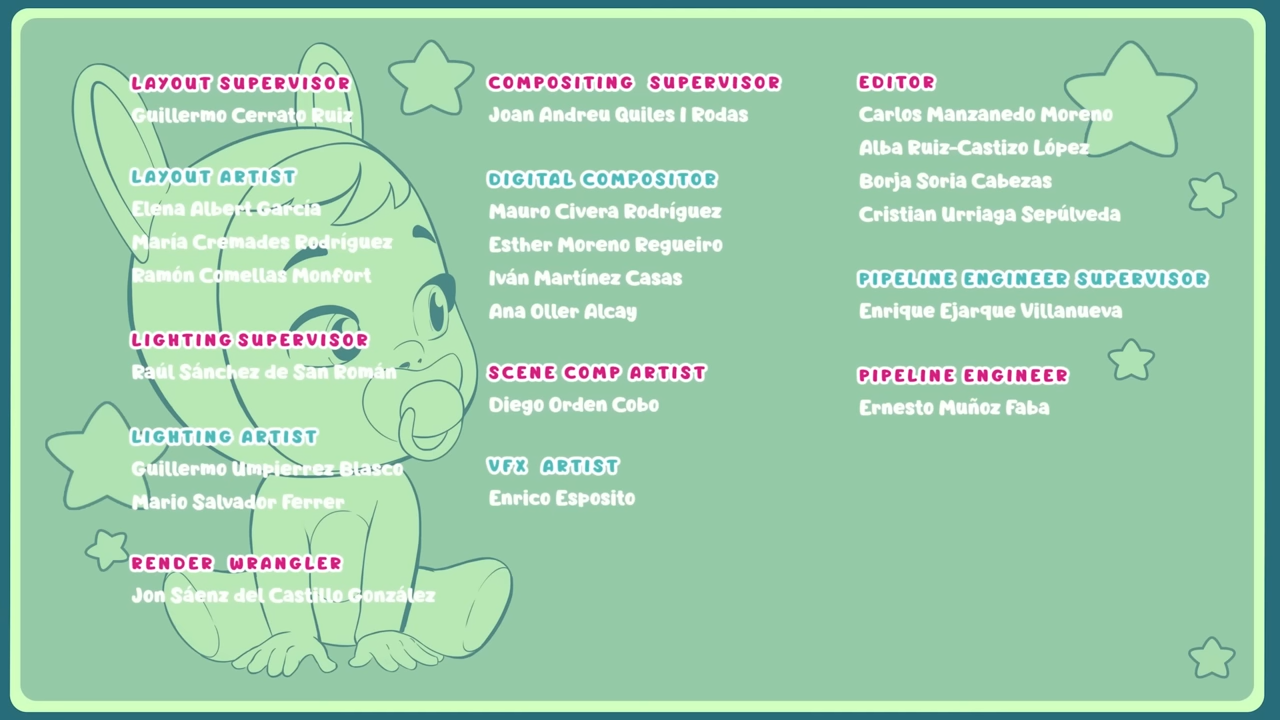 LAYOUT SUPERVISOR
Guillermo Cerrato Ruiz
LAYOUT ARTIST
Elena Albert García
María Cremades Rodríguez
Ramón Comellas Monfort
LIGHTING SUPERVISOR
Raúl Sánchez de San Román
LIGHTING ARTIST
Guillermo Umpierrez Blasco
Mario Salvador Ferrer
RENDER WRANGLER
Jon Sáenz del Castillo González
COMPOSITING SUPERVISOR
Joan Andreu Quiles I Rodas
DIGITAL COMPOSITOR
Mauro Civera Rodríguez
Esther Moreno Regueiro
Iván Martínez Casas
Ana Oller Alcay
SCENE COMP ARTIST
Diego Orden Cobo
VFX ARTIST
Enrico Esposito
EDITOR
Carlos Manzanedo Moreno
Alba Ruiz-Castizo López
Borja Soria Cabezas
Cristian Urriaga Sepúlveda
PIPELINE ENGINEER SUPERVISOR
Enrique Ejarque Villanueva
PIPELINE ENGINEER
Ernesto Muñoz Faba